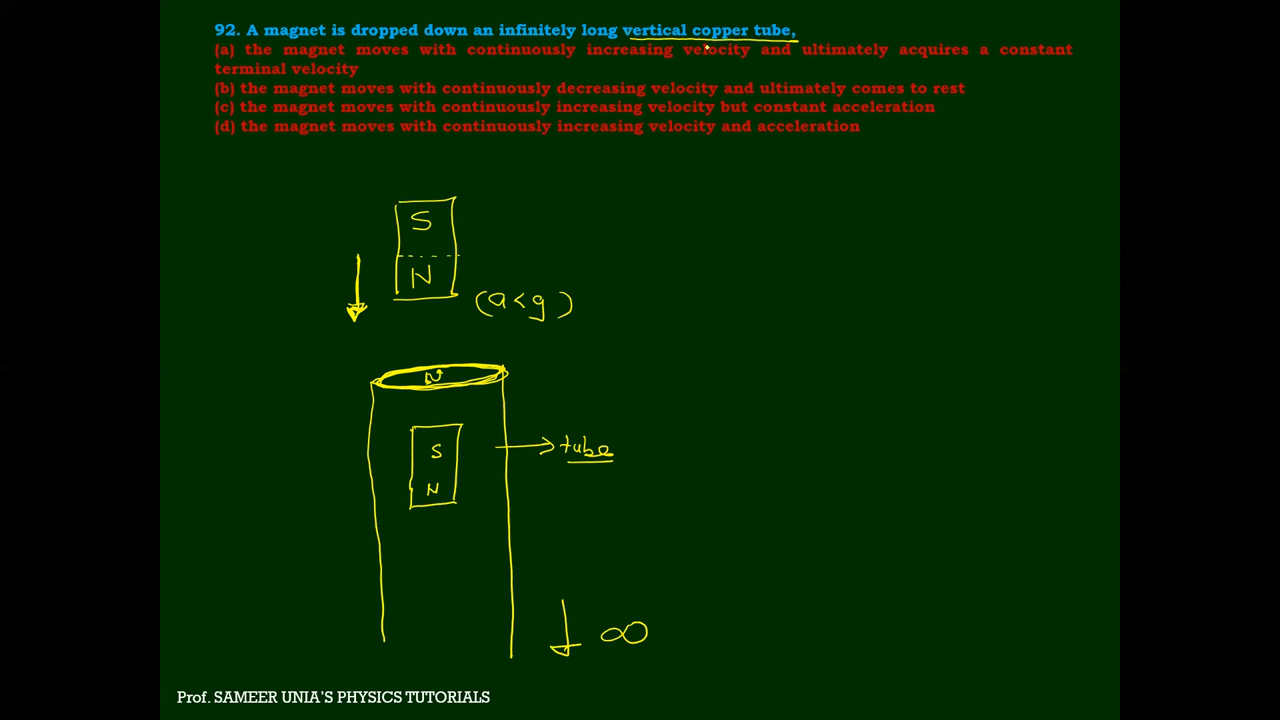 92. A magnet is dropped down an infinitely long vertical copper tube,
(a) the magnet moves with continuously increasing velocity and ultimately acquires a constant
terminal velocity
(b) the magnet moves with continuously decreasing velocity and ultimately comes to rest
(c) the magnet moves with continuously increasing velocity but constant acceleration
(d) the magnet moves with continuously increasing velocity and acceleration
S
N
(a < g)
N
S
tube
N
∞
Prof. SAMEER UNIA'S PHYSICS TUTORIALS